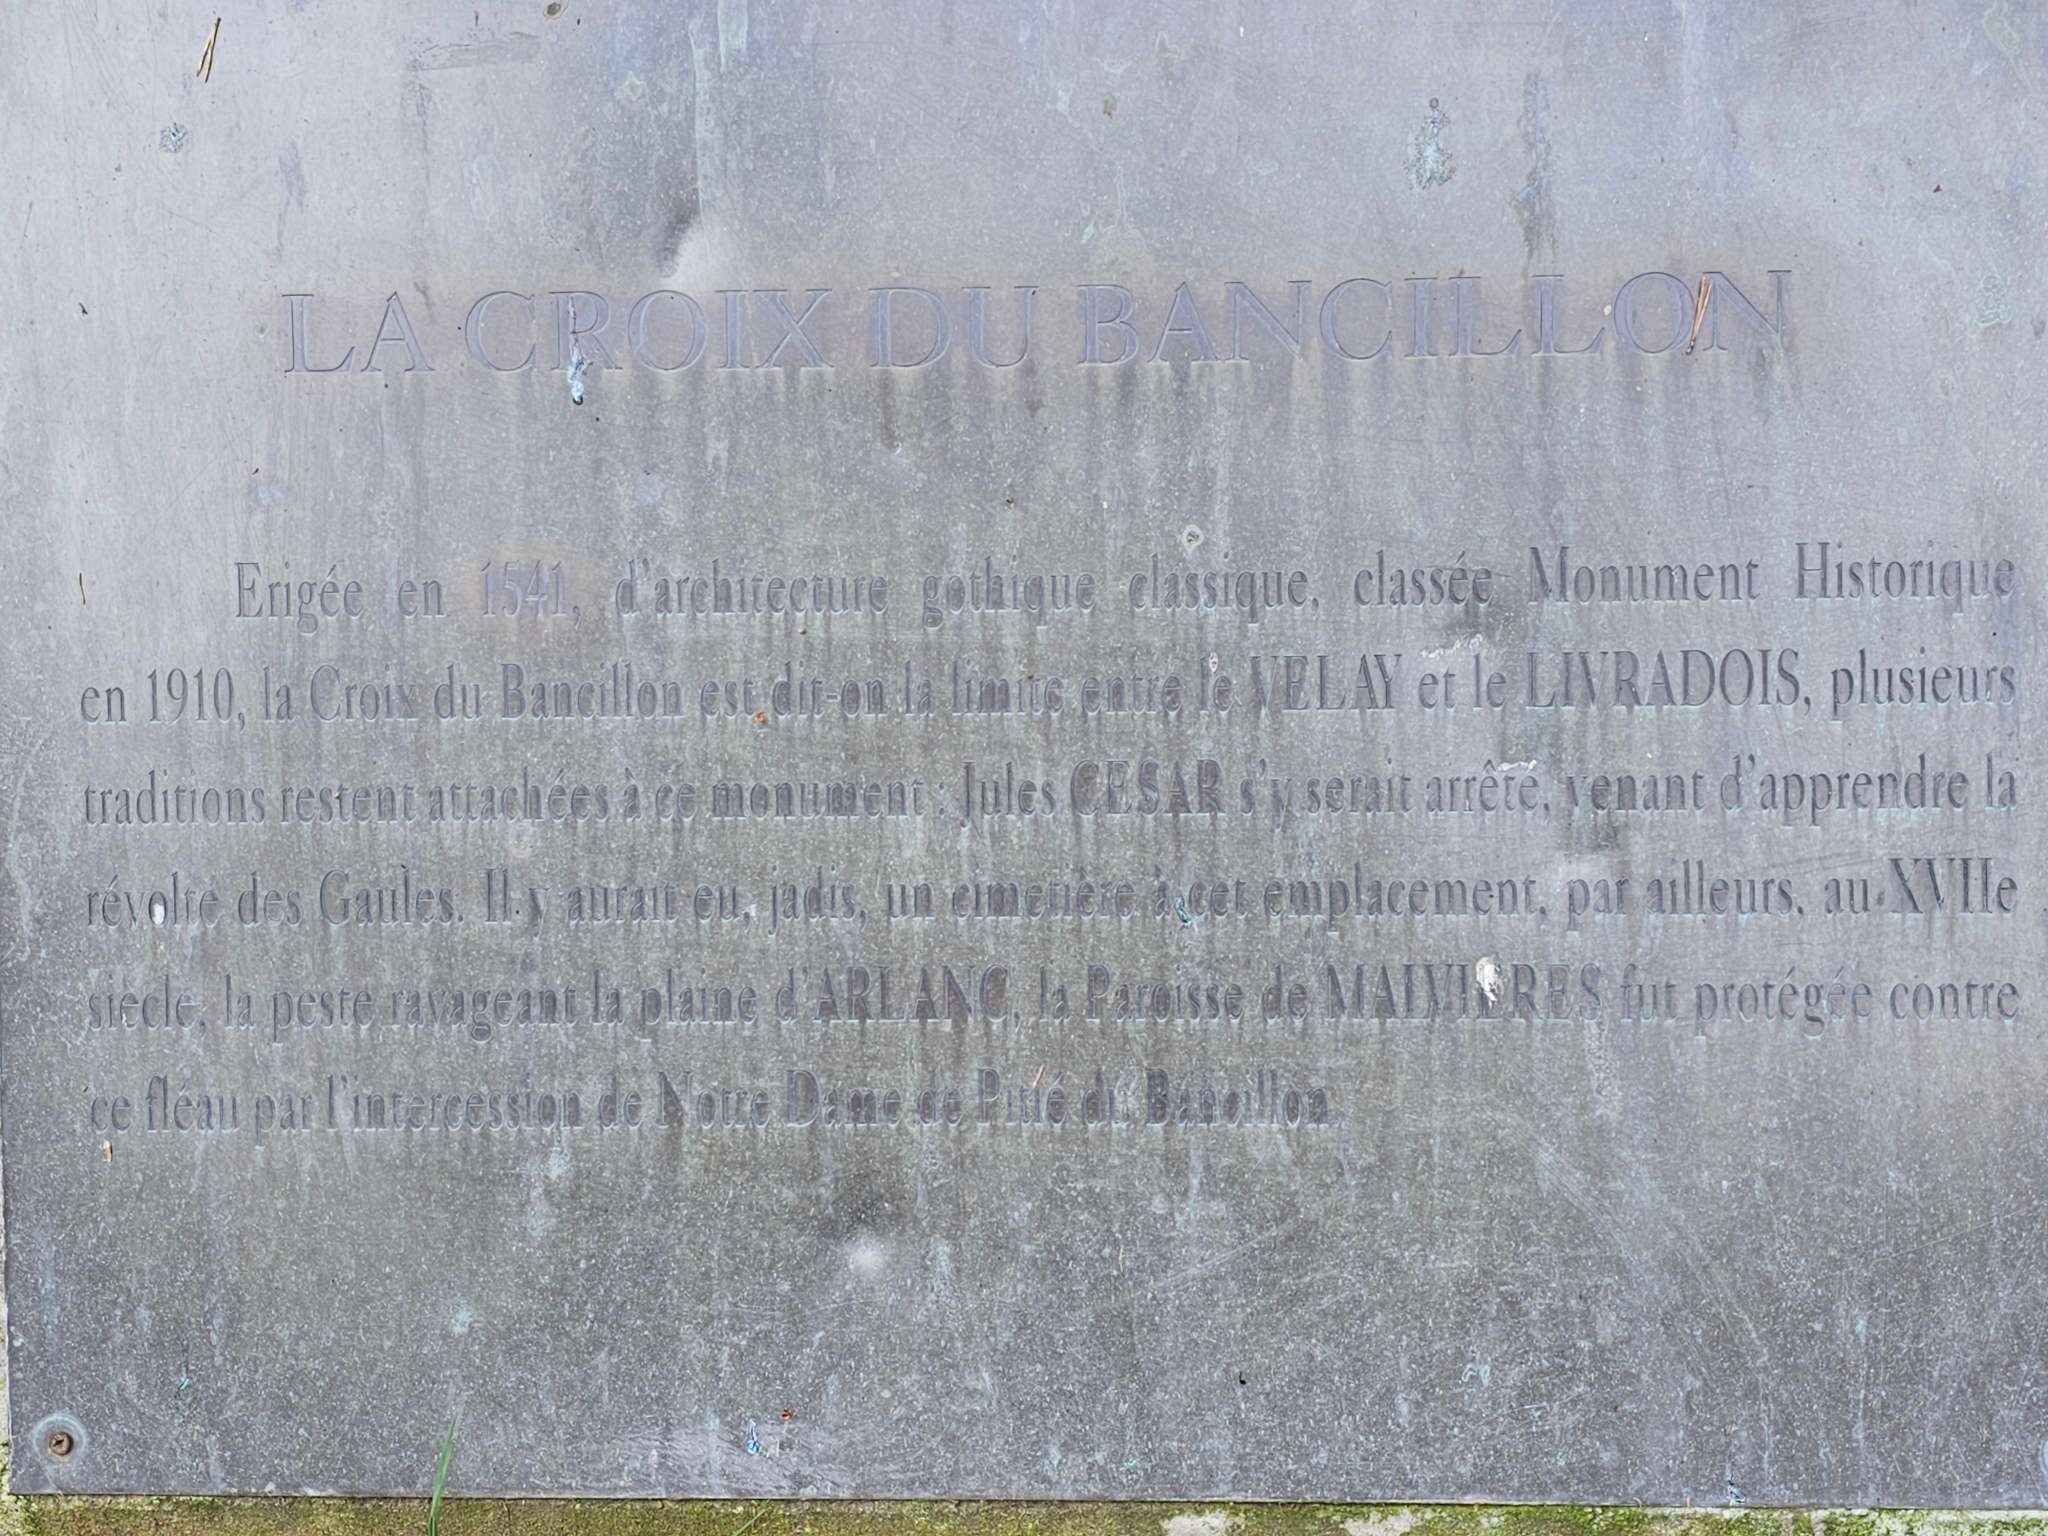 LA CROIX DU BANCILLON
Erigée en 1541, d'architecture gothique classique, classée Monument Historique
en 1910, la Croix du Bancillon est dit-on la limite entre le VELAY et le LIVRADOIS, plusieurs
traditions restent attachées à ce monument : Jules CESAR s'y serait arrêté, venant d'apprendre la
révolte des Gaules. Il y aurait eu, jadis, un cimetière à cet emplacement, par ailleurs, au XVIIe
siècle, la peste ravageant la plaine d'ARLANC, la Paroisse de MALVIERES fut protégée contre
ce fléau par l'intercession de Notre Dame de Pitié du Bancillon.